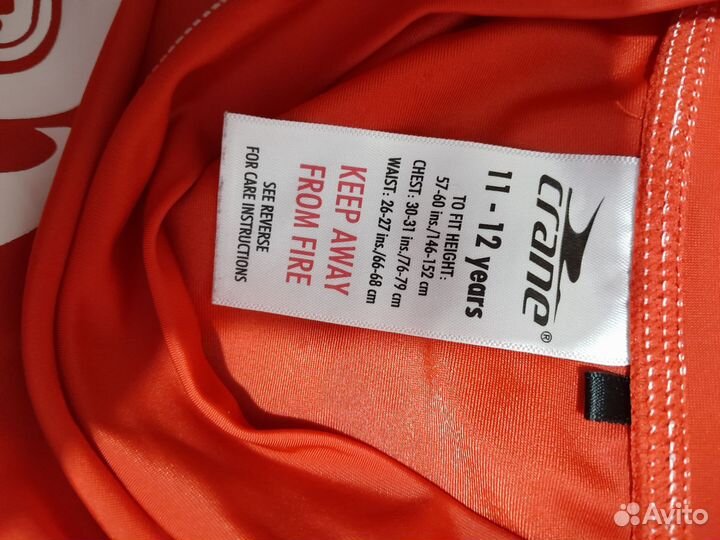 crane®
11 - 12 years
TO FIT HEIGHT:
57-60 ins./146-152 cm
CHEST: 30-31 ins./76-79 cm
WAIST: 26-27 ins./66-68 cm
KEEP AWAY
FROM FIRE
SEE REVERSE
FOR CARE INSTRUCTIONS
Avito